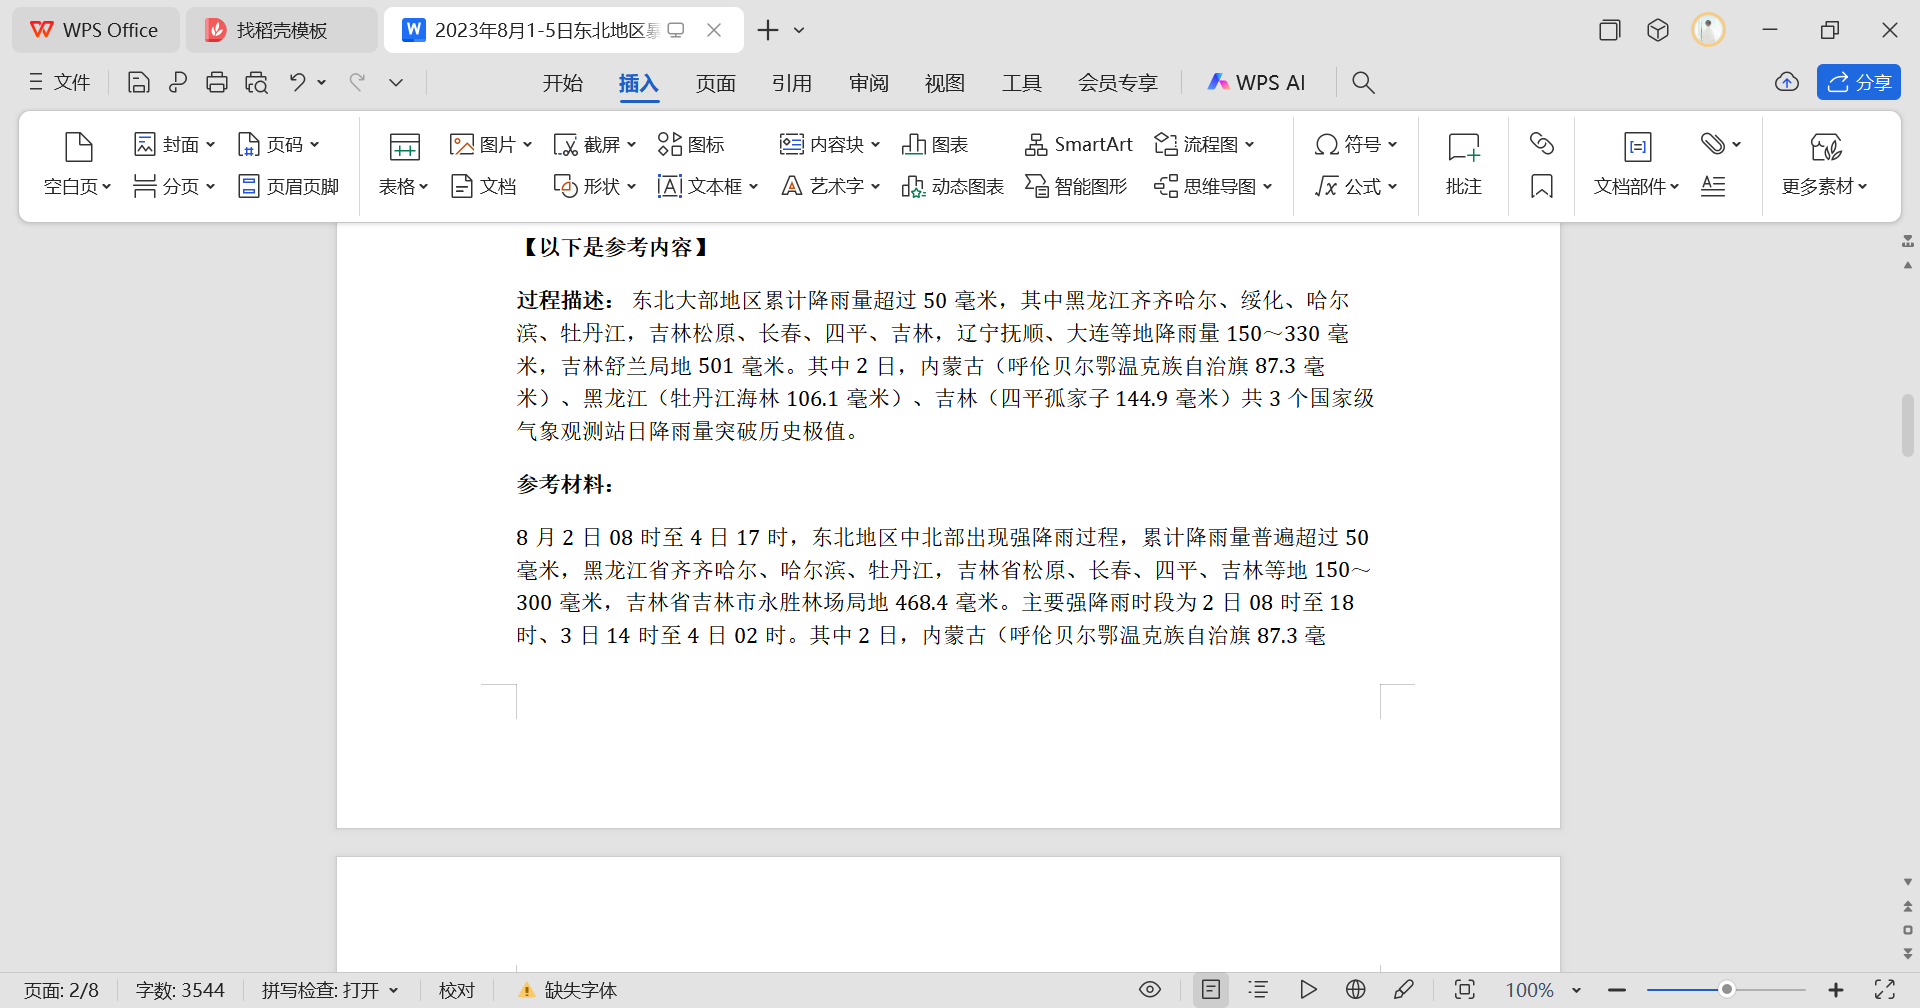 WPS Office
找稻壳模板
2023年8月1-5日东北地区暴
文件
开始 插入 页面 引用 审阅 视图 工具 会员专享 WPS AI
分享
封面 页码 图片 截屏 图标 内容块 图表 SmartArt 流程图 符号
空白页 分页 页眉页脚 表格 文档 形状 文本框 艺术字 动态图表 智能图形 思维导图 公式 批注 文档部件 更多素材
【以下是参考内容】
过程描述： 东北大部地区累计降雨量超过 50 毫米，其中黑龙江齐齐哈尔、绥化、哈尔
滨、牡丹江，吉林松原、长春、四平、吉林，辽宁抚顺、大连等地降雨量 150～330 毫
米，吉林舒兰局地 501 毫米。其中 2 日，内蒙古（呼伦贝尔鄂温克族自治旗 87.3 毫
米）、黑龙江（牡丹江海林 106.1 毫米）、吉林（四平孤家子 144.9 毫米）共 3 个国家级
气象观测站日降雨量突破历史极值。
参考材料：
8 月 2 日 08 时至 4 日 17 时，东北地区中北部出现强降雨过程，累计降雨量普遍超过 50
毫米，黑龙江省齐齐哈尔、哈尔滨、牡丹江，吉林省松原、长春、四平、吉林等地 150～
300 毫米，吉林省吉林市永胜林场局地 468.4 毫米。主要强降雨时段为 2 日 08 时至 18
时、3 日 14 时至 4 日 02 时。其中 2 日，内蒙古（呼伦贝尔鄂温克族自治旗 87.3 毫
页面: 2/8 字数: 3544 拼写检查: 打开 校对 缺失字体 100%